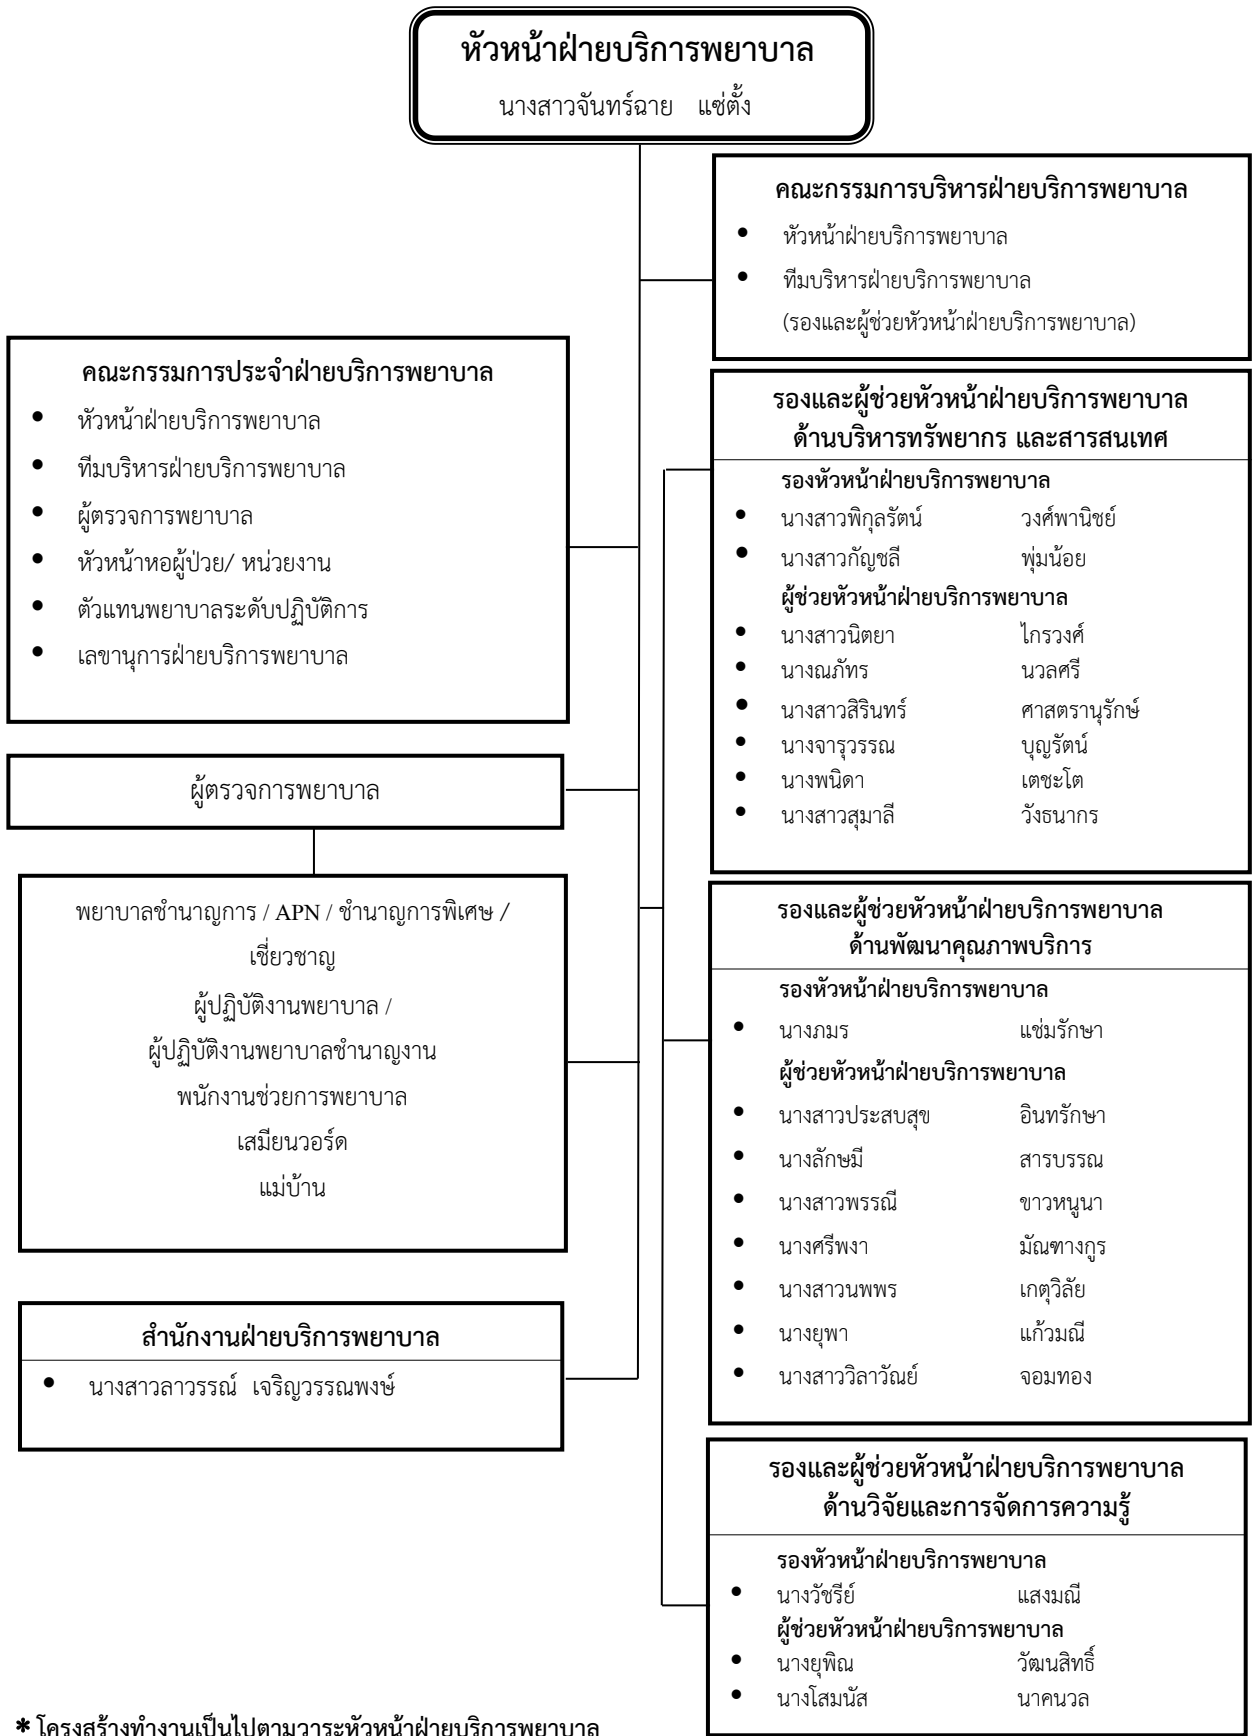 หัวหน้าฝ่ายบริการพยาบาล
นางสาวจันทร์ฉาย แซ่ตั้ง
คณะกรรมการบริหารฝ่ายบริการพยาบาล
• หัวหน้าฝ่ายบริการพยาบาล
• ทีมบริหารฝ่ายบริการพยาบาล
(รองและผู้ช่วยหัวหน้าฝ่ายบริการพยาบาล)
คณะกรรมการประจำฝ่ายบริการพยาบาล
• หัวหน้าฝ่ายบริการพยาบาล
• ทีมบริหารฝ่ายบริการพยาบาล
• ผู้ตรวจการพยาบาล
• หัวหน้าหอผู้ป่วย/ หน่วยงาน
• ตัวแทนพยาบาลระดับปฏิบัติการ
• เลขานุการฝ่ายบริการพยาบาล
ผู้ตรวจการพยาบาล
พยาบาลชำนาญการ / APN / ชำนาญการพิเศษ /
เชี่ยวชาญ
ผู้ปฏิบัติงานพยาบาล /
ผู้ปฏิบัติงานพยาบาลชำนาญงาน
พนักงานช่วยการพยาบาล
เสมียนวอร์ด
แม่บ้าน
สำนักงานฝ่ายบริการพยาบาล
• นางสาวลาวรรณ์ เจริญวรรณพงษ์
รองและผู้ช่วยหัวหน้าฝ่ายบริการพยาบาล
ด้านบริหารทรัพยากร และสารสนเทศ
รองหัวหน้าฝ่ายบริการพยาบาล
• นางสาวพิกุลรัตน์ วงศ์พานิชย์
• นางสาวกัญชลี พุ่มน้อย
ผู้ช่วยหัวหน้าฝ่ายบริการพยาบาล
• นางสาวนิตยา ไกรวงศ์
• นางณภัทร นวลศรี
• นางสาวสิรินทร์ ศาสตรานุรักษ์
• นางจารุวรรณ บุญรัตน์
• นางพนิดา เตชะโต
• นางสาวสุมาลี วังธนากร
รองและผู้ช่วยหัวหน้าฝ่ายบริการพยาบาล
ด้านพัฒนาคุณภาพบริการ
รองหัวหน้าฝ่ายบริการพยาบาล
• นางภมร แช่มรักษา
ผู้ช่วยหัวหน้าฝ่ายบริการพยาบาล
• นางสาวประสบสุข อินทรักษา
• นางลักษมี สารบรรณ
• นางสาวพรรณี ขาวหนูนา
• นางศรีพงา มัณฑางกูร
• นางสาวนพพร เกตุวิลัย
• นางยุพา แก้วมณี
• นางสาววิลาวัณย์ จอมทอง
รองและผู้ช่วยหัวหน้าฝ่ายบริการพยาบาล
ด้านวิจัยและการจัดการความรู้
รองหัวหน้าฝ่ายบริการพยาบาล
• นางวัชรีย์ แสงมณี
ผู้ช่วยหัวหน้าฝ่ายบริการพยาบาล
• นางยุพิณ วัฒนสิทธิ์
• นางโสมนัส นาคนวล
* โครงสร้างทำงานเป็นไปตามวาระหัวหน้าฝ่ายบริการพยาบาล